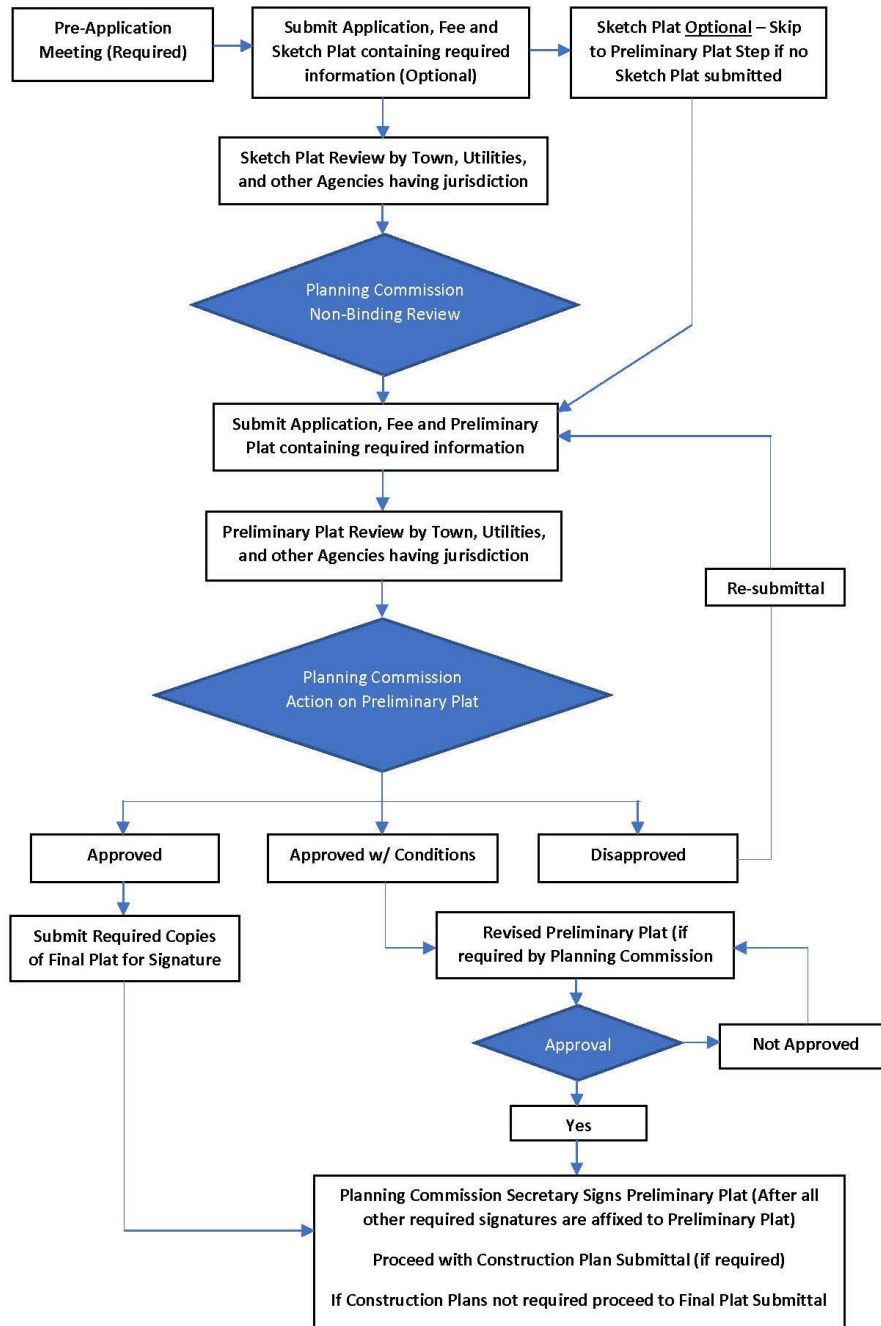 Pre-Application
Meeting (Required)
Submit Application, Fee and
Sketch Plat containing required
information (Optional)
Sketch Plat Optional – Skip
to Preliminary Plat Step if no
Sketch Plat submitted
Sketch Plat Review by Town, Utilities,
and other Agencies having jurisdiction
Planning Commission
Non-Binding Review
Submit Application, Fee and Preliminary
Plat containing required information
Preliminary Plat Review by Town, Utilities,
and other Agencies having jurisdiction
Re-submittal
Planning Commission
Action on Preliminary Plat
Approved
Approved w/ Conditions
Disapproved
Submit Required Copies
of Final Plat for Signature
Revised Preliminary Plat (if
required by Planning Commission
Approval
Not Approved
Yes
Planning Commission Secretary Signs Preliminary Plat (After all
other required signatures are affixed to Preliminary Plat)
Proceed with Construction Plan Submittal (if required)
If Construction Plans not required proceed to Final Plat Submittal